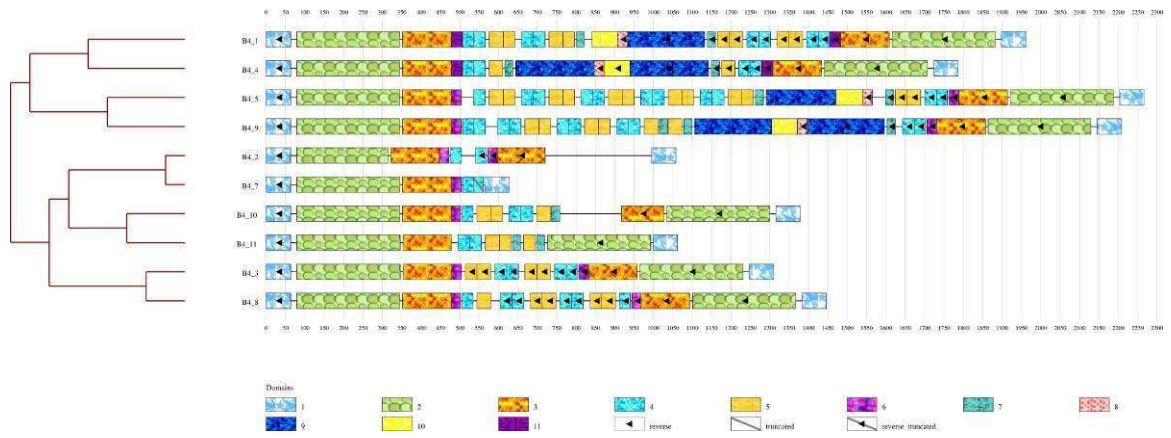 0 50 100 150 200 250 300 350 400 450 500 550 600 650 700 750 800 850 900 950 1000 1050 1100 1150 1200 1250 1300 1350 1400 1450 1500 1550 1600 1650 1700 1750 1800 1850 1900 1950 2000 2050 2100 2150 2200 2250 2300
B4_1
B4_4
B4_5
B4_9
B4_2
B4_7
B4_10
B4_11
B4_3
B4_8
0 50 100 150 200 250 300 350 400 450 500 550 600 650 700 750 800 850 900 950 1000 1050 1100 1150 1200 1250 1300 1350 1400 1450 1500 1550 1600 1650 1700 1750 1800 1850 1900 1950 2000 2050 2100 2150 2200 2250 2300
Domains
1 2 3 4 5 6 7 8
9 10 11 reverse truncated reverse truncated